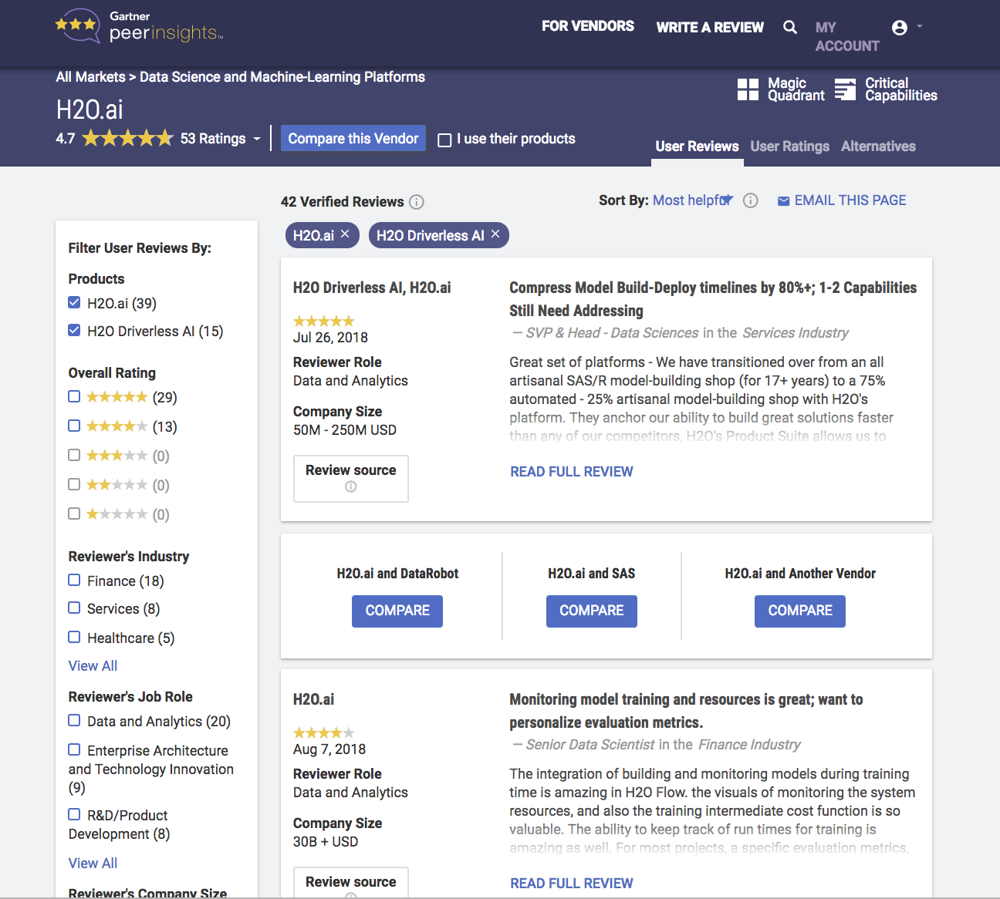 Gartner
peerinsights™
FOR VENDORS
WRITE A REVIEW
MY
ACCOUNT
All Markets > Data Science and Machine-Learning Platforms
H2O.ai
4.7
53 Ratings
Compare this Vendor
I use their products
Magic
Quadrant
Critical
Capabilities
User Reviews
User Ratings
Alternatives
42 Verified Reviews
Sort By: Most helpful
EMAIL THIS PAGE
H2O.ai ×
H2O Driverless AI ×
Filter User Reviews By:
Products
H2O.ai (39)
H2O Driverless AI (15)
Overall Rating
(29)
(13)
(0)
(0)
(0)
Reviewer's Industry
Finance (18)
Services (8)
Healthcare (5)
View All
Reviewer's Job Role
Data and Analytics (20)
Enterprise Architecture
and Technology Innovation
(9)
R&D/Product
Development (8)
View All
Reviewer's Company Size
H2O Driverless AI, H2O.ai
Jul 26, 2018
Reviewer Role
Data and Analytics
Company Size
50M - 250M USD
Review source
Compress Model Build-Deploy timelines by 80%+; 1-2 Capabilities
Still Need Addressing
— SVP & Head - Data Sciences in the Services Industry
Great set of platforms - We have transitioned over from an all
artisanal SAS/R model-building shop (for 17+ years) to a 75%
automated - 25% artisanal model-building shop with H2O's
platform. They anchor our ability to build great solutions faster
than any of our competitors, H2O's Product Suite allows us to
READ FULL REVIEW
H2O.ai and DataRobot
COMPARE
H2O.ai and SAS
COMPARE
H2O.ai and Another Vendor
COMPARE
H2O.ai
Aug 7, 2018
Reviewer Role
Data and Analytics
Company Size
30B + USD
Review source
Monitoring model training and resources is great; want to
personalize evaluation metrics.
— Senior Data Scientist in the Finance Industry
The integration of building and monitoring models during training
time is amazing in H2O Flow. the visuals of monitoring the system
resources, and also the training intermediate cost function is so
valuable. The ability to keep track of run times for training is
amazing as well. For most projects, a specific evaluation metrics,
READ FULL REVIEW